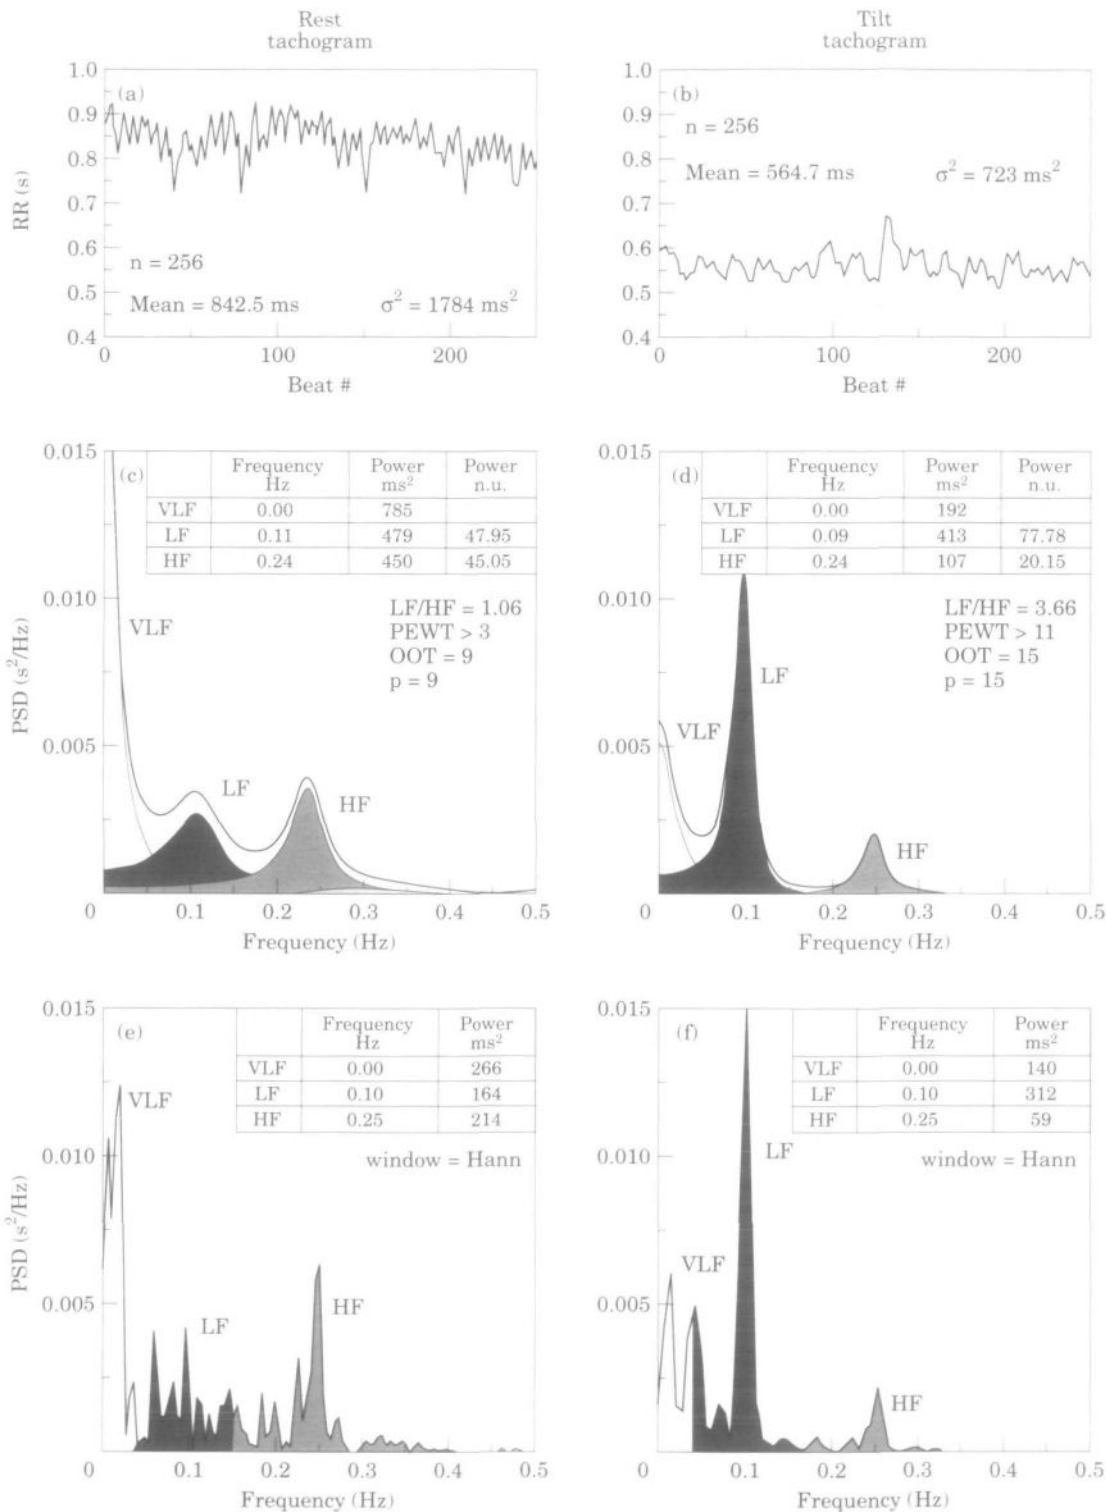 Rest
tachogram
Tilt
tachogram
1.0
0.9
0.8
0.7
0.6
0.5
0.4
RR (s)
(a)
n = 256
Mean = 842.5 ms σ² = 1784 ms²
0 100 200
Beat #
1.0
0.9
0.8
0.7
0.6
0.5
0.4
(b)
n = 256
Mean = 564.7 ms σ² = 723 ms²
0 100 200
Beat #
0.015
0.010
0.005
PSD (s²/Hz)
(c)
Frequency Power Power
Hz ms² n.u.
VLF 0.00 785
LF 0.11 479 47.95
HF 0.24 450 45.05
LF/HF = 1.06
PEWT > 3
OOT = 9
p = 9
VLF
LF
HF
0 0.1 0.2 0.3 0.4 0.5
Frequency (Hz)
0.015
0.010
0.005
(d)
Frequency Power Power
Hz ms² n.u.
VLF 0.00 192
LF 0.09 413 77.78
HF 0.24 107 20.15
LF/HF = 3.66
PEWT > 11
OOT = 15
p = 15
LF
VLF
HF
0 0.1 0.2 0.3 0.4 0.5
Frequency (Hz)
0.015
0.010
0.005
PSD (s²/Hz)
(e)
Frequency Power
Hz ms²
VLF 0.00 266
LF 0.10 164
HF 0.25 214
window = Hann
VLF
LF
HF
0 0.1 0.2 0.3 0.4 0.5
Frequency (Hz)
0.015
0.010
0.005
(f)
Frequency Power
Hz ms²
VLF 0.00 140
LF 0.10 312
HF 0.25 59
window = Hann
LF
VLF
HF
0 0.1 0.2 0.3 0.4 0.5
Frequency (Hz)